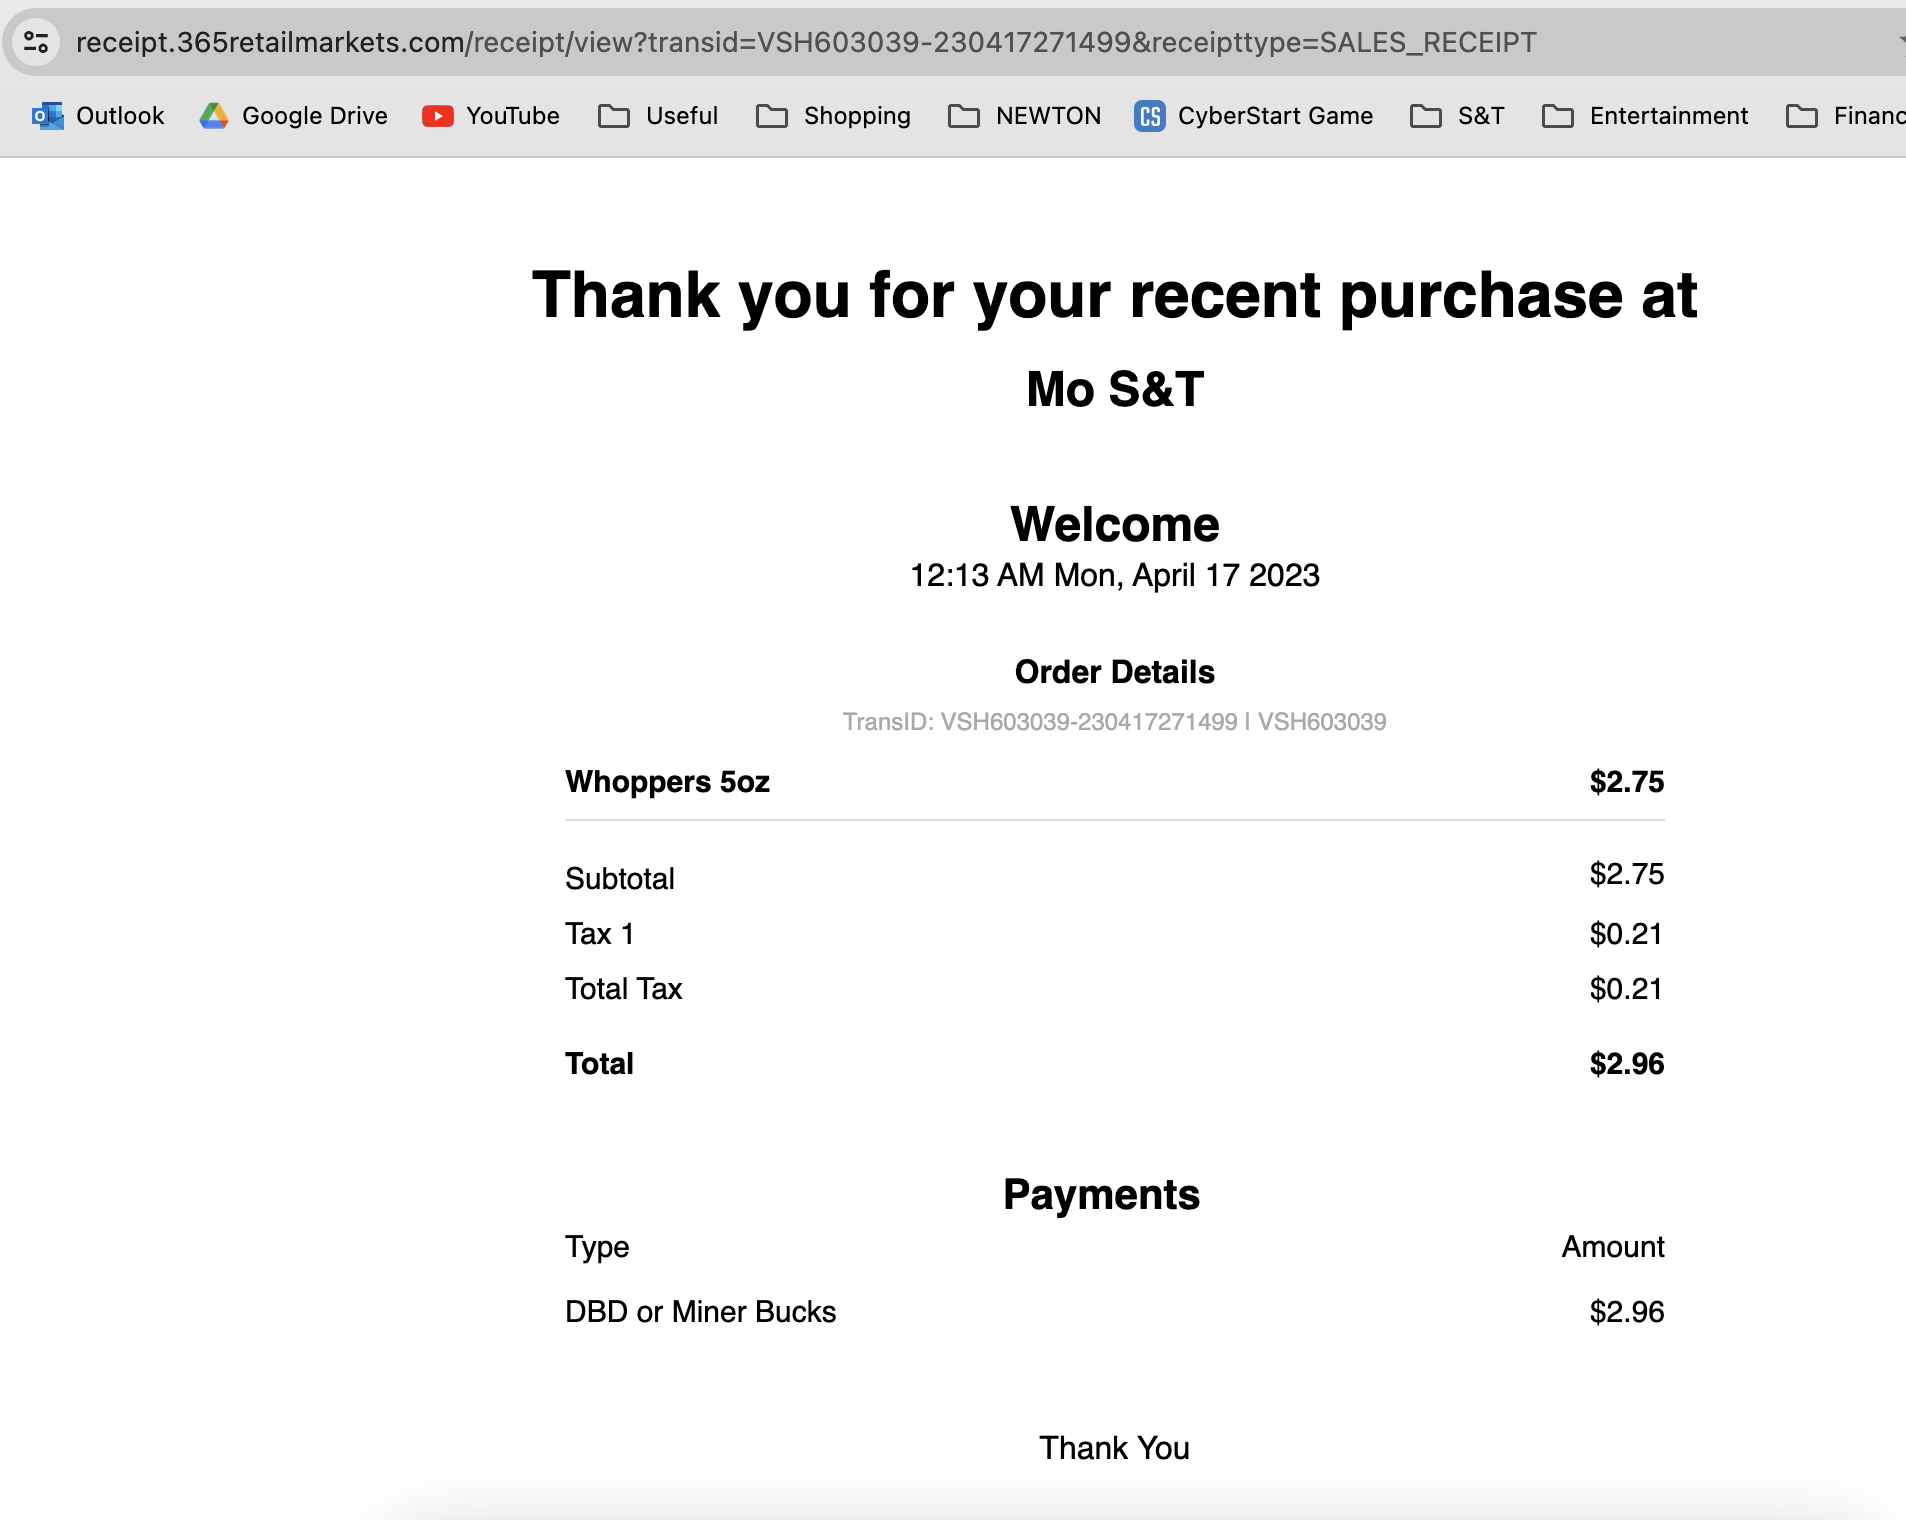 receipt.365retailmarkets.com/receipt/view?transid=VSH603039-230417271499&receipttype=SALES_RECEIPT
Outlook Google Drive YouTube Useful Shopping NEWTON CS CyberStart Game S&T Entertainment Financ
Thank you for your recent purchase at
Mo S&T
Welcome
12:13 AM Mon, April 17 2023
Order Details
TransID: VSH603039-230417271499 | VSH603039
Whoppers 5oz $2.75
Subtotal $2.75
Tax 1 $0.21
Total Tax $0.21
Total $2.96
Payments
Type Amount
DBD or Miner Bucks $2.96
Thank You